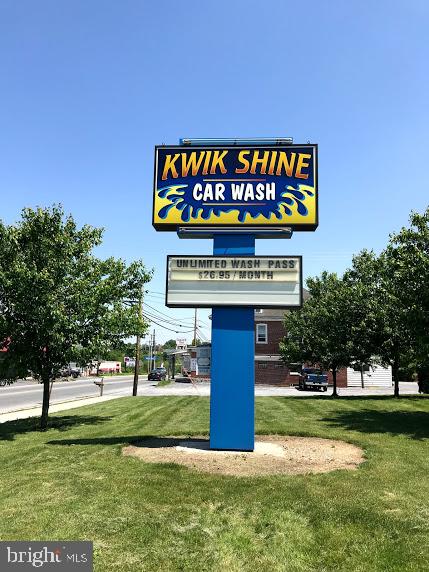 KWIK SHINE
CAR WASH
UNLIMITED WASH PASS
$26.95 / MONTH
bright MLS